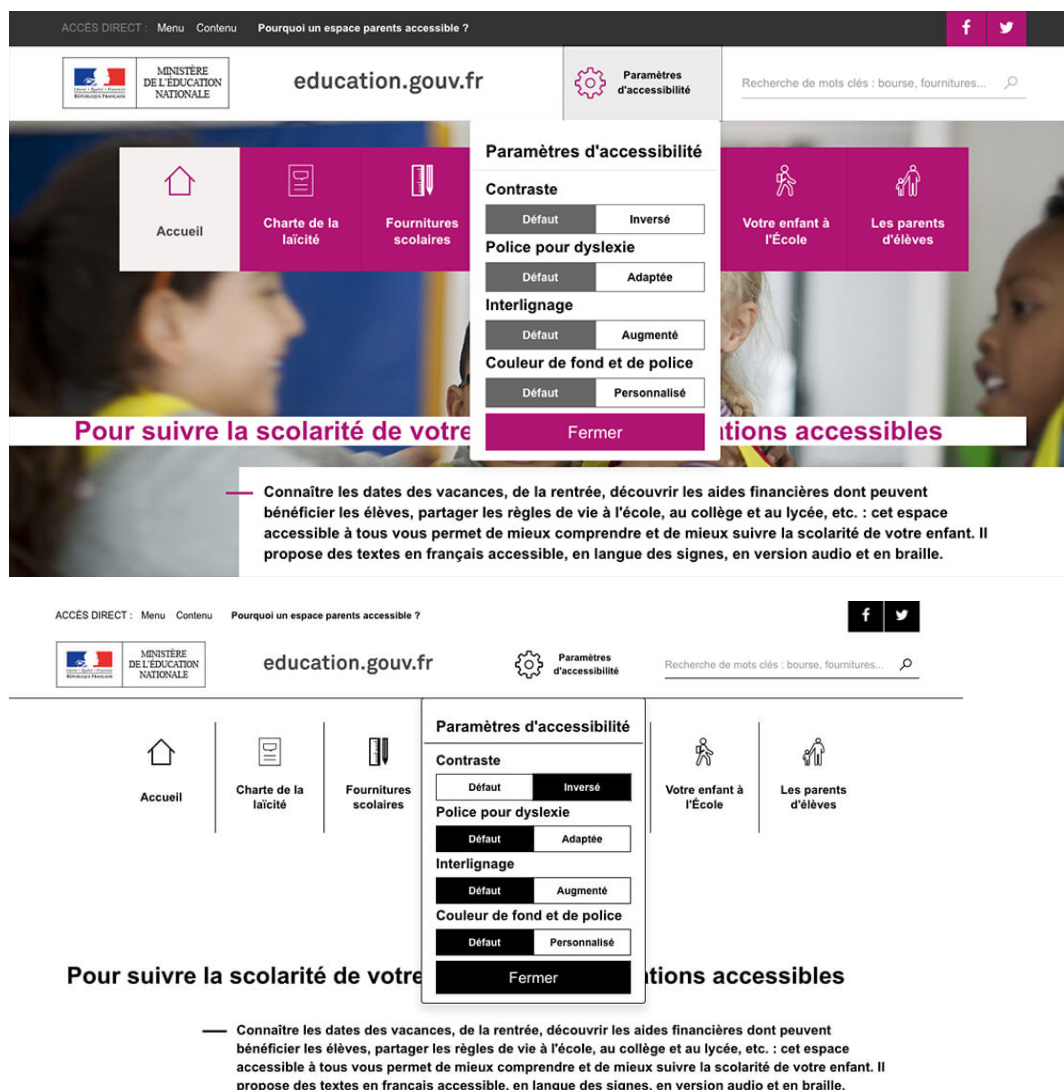 ACCÈS DIRECT : Menu Contenu Pourquoi un espace parents accessible ?
MINISTÈRE
DE L'ÉDUCATION
NATIONALE
education.gouv.fr
Paramètres
d'accessibilité
Recherche de mots clés : bourse, fournitures...
Accueil
Charte de la
laïcité
Fournitures
scolaires
Votre enfant à
l'École
Les parents
d'élèves
Paramètres d'accessibilité
Contraste
Défaut Inversé
Police pour dyslexie
Défaut Adaptée
Interlignage
Défaut Augmenté
Couleur de fond et de police
Défaut Personnalisé
Fermer
Pour suivre la scolarité de votre tions accessibles
Connaître les dates des vacances, de la rentrée, découvrir les aides financières dont peuvent
bénéficier les élèves, partager les règles de vie à l'école, au collège et au lycée, etc. : cet espace
accessible à tous vous permet de mieux comprendre et de mieux suivre la scolarité de votre enfant. Il
propose des textes en français accessible, en langue des signes, en version audio et en braille.
ACCÈS DIRECT : Menu Contenu Pourquoi un espace parents accessible ?
MINISTÈRE
DE L'ÉDUCATION
NATIONALE
education.gouv.fr
Paramètres
d'accessibilité
Recherche de mots clés : bourse, fournitures...
Accueil
Charte de la
laïcité
Fournitures
scolaires
Votre enfant à
l'École
Les parents
d'élèves
Paramètres d'accessibilité
Contraste
Défaut Inversé
Police pour dyslexie
Défaut Adaptée
Interlignage
Défaut Augmenté
Couleur de fond et de police
Défaut Personnalisé
Fermer
Pour suivre la scolarité de votre ations accessibles
Connaître les dates des vacances, de la rentrée, découvrir les aides financières dont peuvent
bénéficier les élèves, partager les règles de vie à l'école, au collège et au lycée, etc. : cet espace
accessible à tous vous permet de mieux comprendre et de mieux suivre la scolarité de votre enfant. Il
propose des textes en français accessible, en langue des signes, en version audio et en braille.